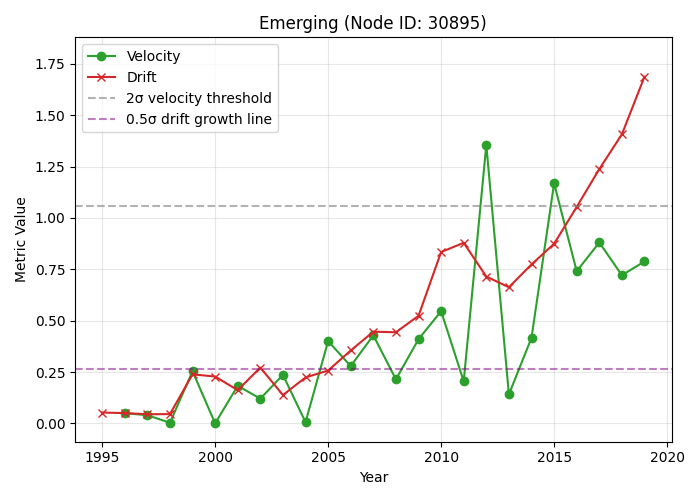 Emerging (Node ID: 30895)
Velocity
Drift
2σ velocity threshold
0.5σ drift growth line
Metric Value
1.75
1.50
1.25
1.00
0.75
0.50
0.25
0.00
1995
2000
2005
2010
2015
2020
Year